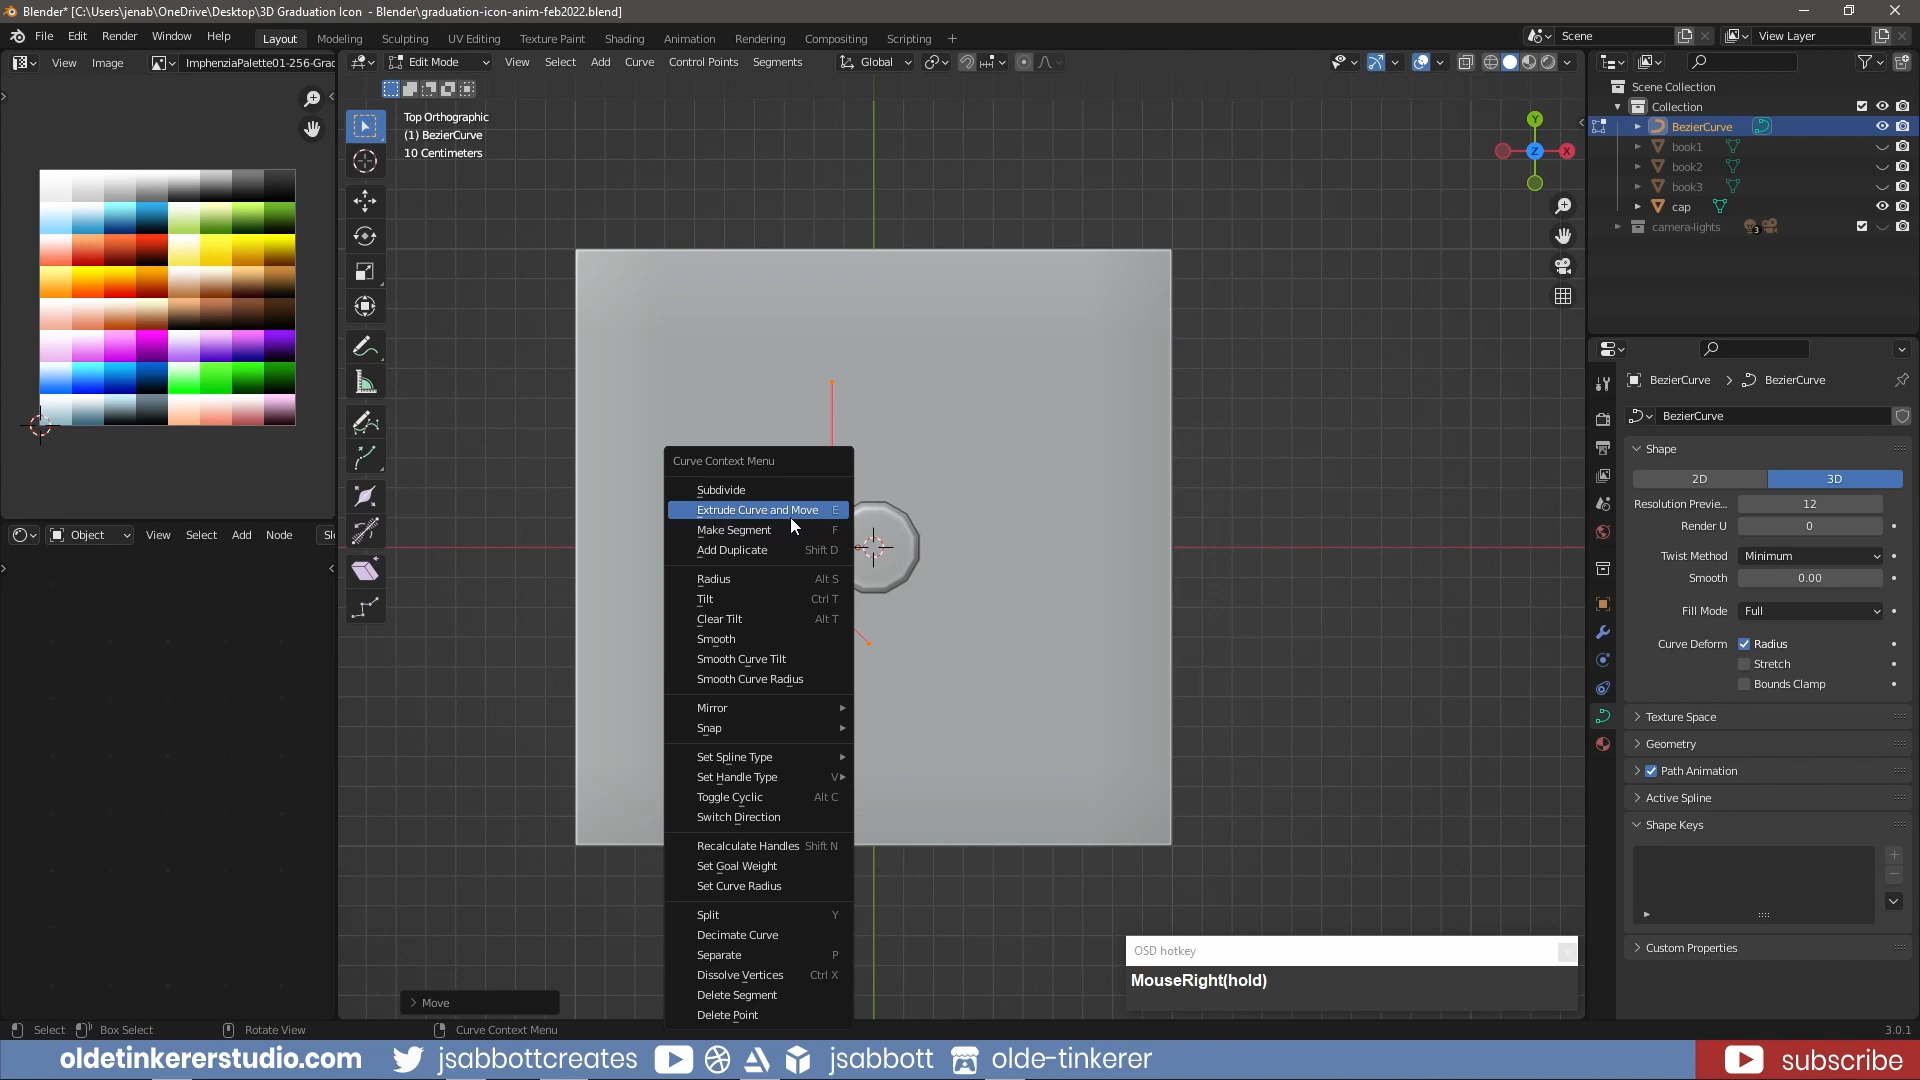 Blender* [C:\Users\jenab\OneDrive\Desktop\3D Graduation Icon - Blender\graduation-icon-anim-feb2022.blend]
File Edit Render Window Help Layout Modeling Sculpting UV Editing Texture Paint Shading Animation Rendering Compositing Scripting + Scene View Layer
View Image ImphenziaPalette01-256-Grac
Edit Mode View Select Add Curve Control Points Segments Global
Top Orthographic
(1) BezierCurve
10 Centimeters
Y
Z
X
Scene Collection
Collection
BezierCurve
book1
book2
book3
cap
camera-lights 3
BezierCurve > BezierCurve
BezierCurve
Shape
2D 3D
Resolution Previe... 12
Render U 0
Twist Method Minimum
Smooth 0.00
Fill Mode Full
Curve Deform Radius
Stretch
Bounds Clamp
Texture Space
Geometry
Path Animation
Active Spline
Shape Keys
Custom Properties
Object View Select Add Node
Curve Context Menu
Subdivide
Extrude Curve and Move E
Make Segment F
Add Duplicate Shift D
Radius Alt S
Tilt Ctrl T
Clear Tilt Alt T
Smooth
Smooth Curve Tilt
Smooth Curve Radius
Mirror
Snap
Set Spline Type
Set Handle Type V
Toggle Cyclic Alt C
Switch Direction
Recalculate Handles Shift N
Set Goal Weight
Set Curve Radius
Split Y
Decimate Curve
Separate P
Dissolve Vertices Ctrl X
Delete Segment
Delete Point
OSD hotkey
MouseRight(hold)
Move
Select Box Select Rotate View Curve Context Menu 3.0.1
oldetinkererstudio.com jsabbottcreates jsabbott olde-tinkerer subscribe